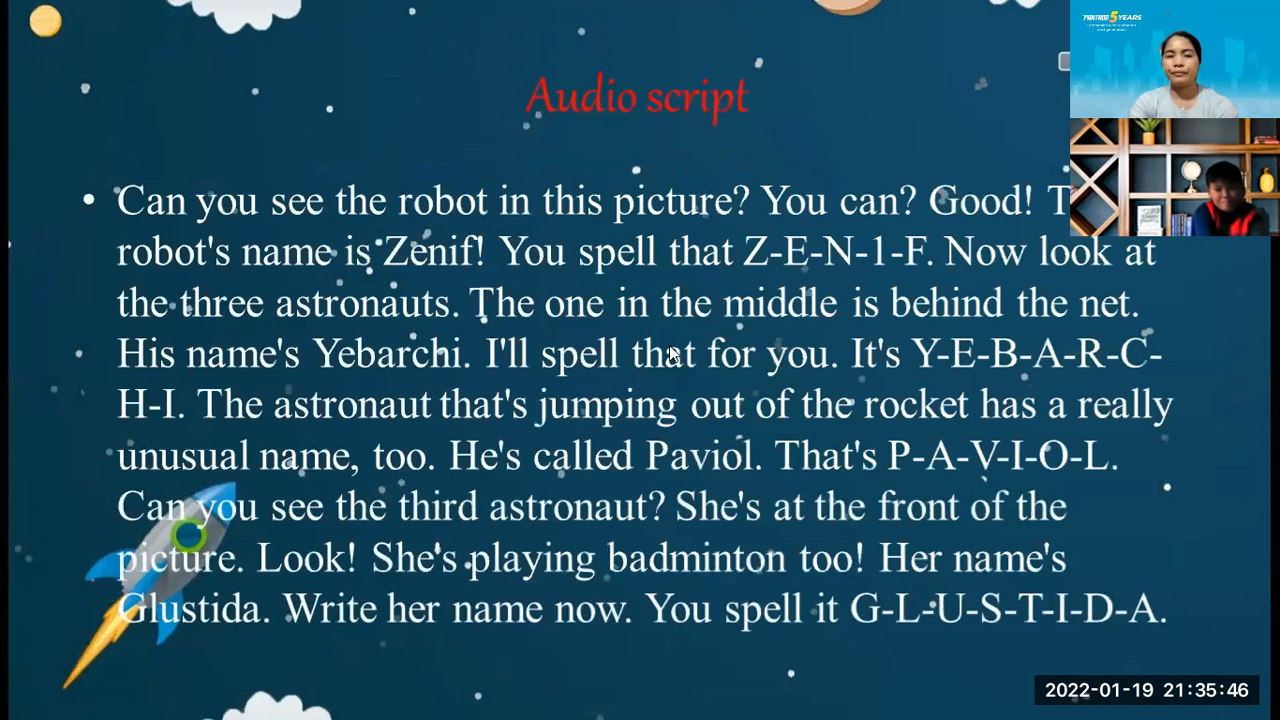 PANTADO 5 YEARS
Audio script
• Can you see the robot in this picture? You can? Good!
robot's name is Zenif! You spell that Z-E-N-1-F. Now look at
the three astronauts. The one in the middle is behind the net.
His name's Yebarchi. I'll spell that for you. It's Y-E-B-A-R-C-
H-I. The astronaut that's jumping out of the rocket has a really
unusual name, too. He's called Paviol. That's P-A-V-I-O-L.
Can you see the third astronaut? She's at the front of the
picture. Look! She's playing badminton too! Her name's
Glustida. Write her name now. You spell it G-L-U-S-T-I-D-A.
2022-01-19 21:35:46